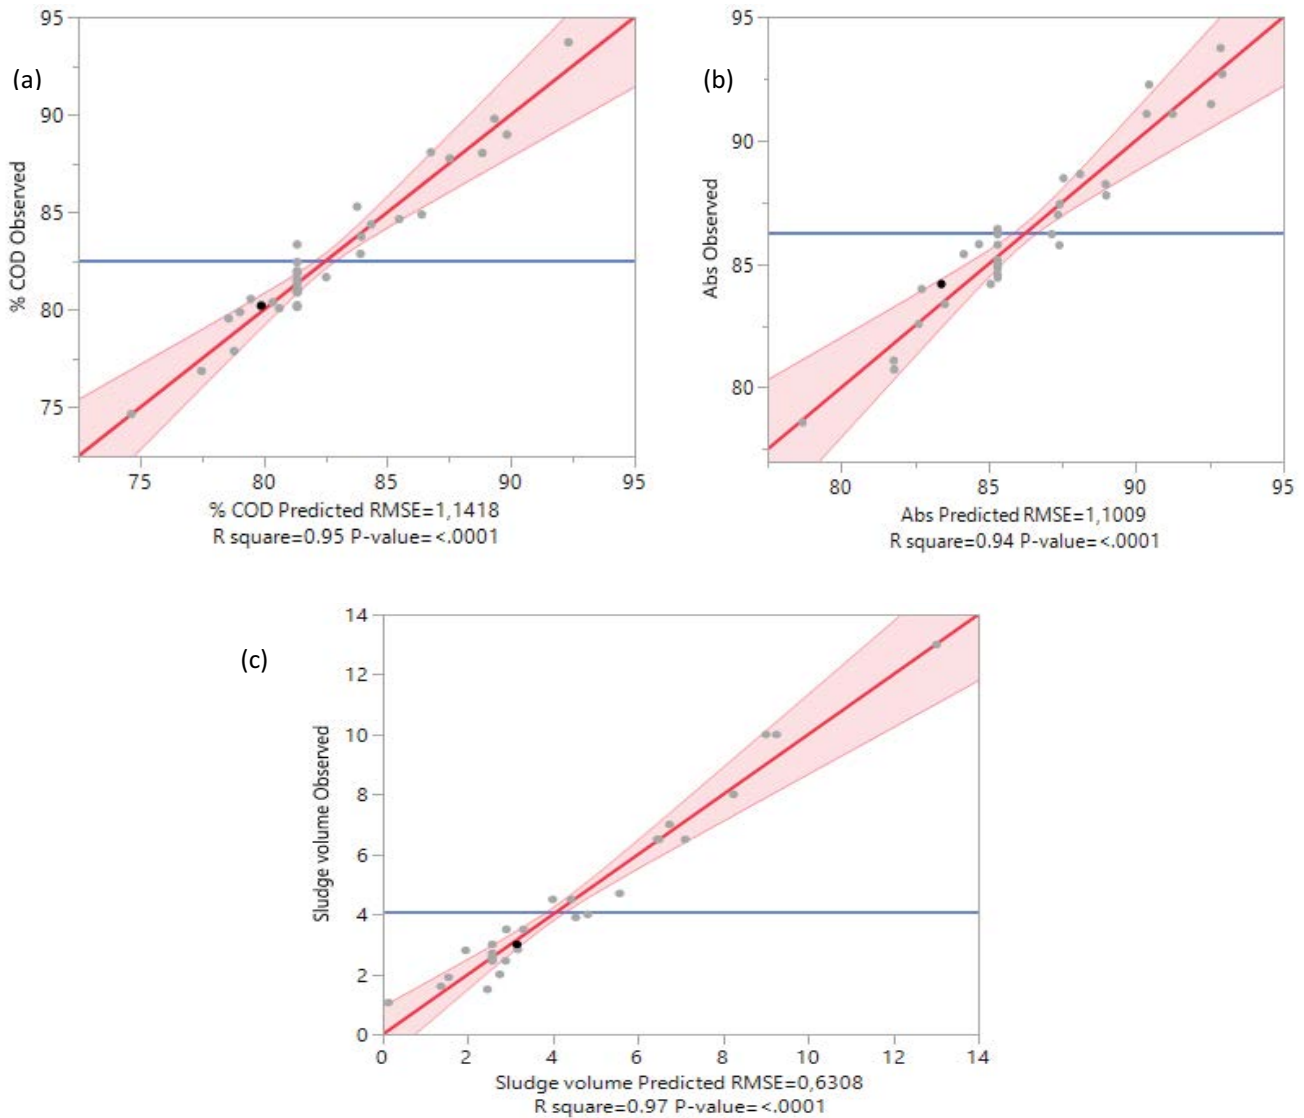 (a)
95
90
85
80
75
% COD Observed
75 80 85 90 95
% COD Predicted RMSE=1,1418
R square=0.95 P-value=<.0001
(b)
95
90
85
80
Abs Observed
80 85 90 95
Abs Predicted RMSE=1,1009
R square=0.94 P-value=<.0001
(c)
14
12
10
8
6
4
2
0
Sludge volume Observed
0 2 4 6 8 10 12 14
Sludge volume Predicted RMSE=0,6308
R square=0.97 P-value=<.0001